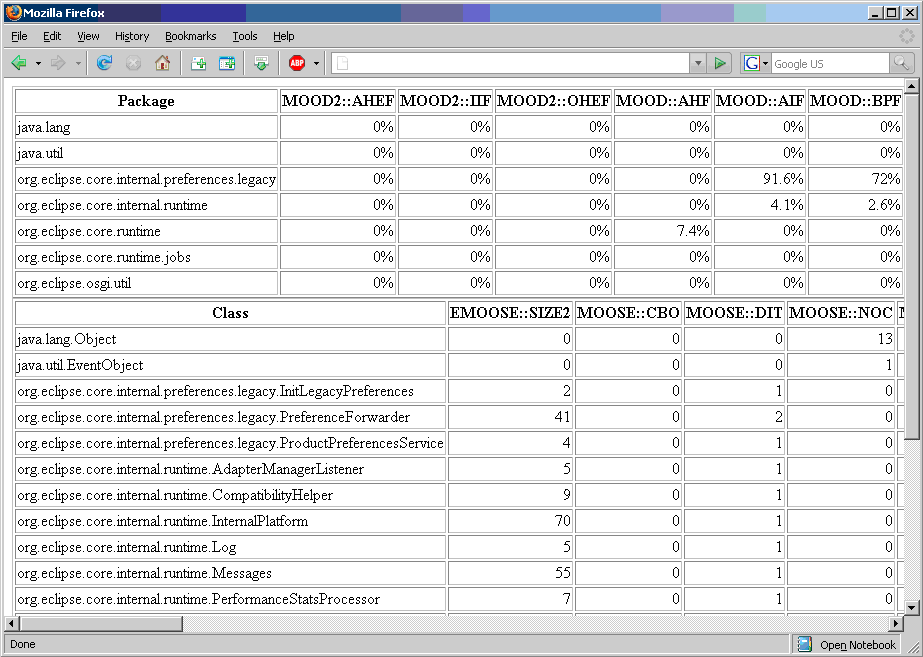 Mozilla Firefox
File Edit View History Bookmarks Tools Help
ABP G Google US
Package MOOD2::AHEF MOOD2::IIF MOOD2::OHEF MOOD::AHF MOOD::AIF MOOD::BPF
java.lang 0% 0% 0% 0% 0% 0%
java.util 0% 0% 0% 0% 0% 0%
org.eclipse.core.internal.preferences.legacy 0% 0% 0% 0% 91.6% 72%
org.eclipse.core.internal.runtime 0% 0% 0% 0% 4.1% 2.6%
org.eclipse.core.runtime 0% 0% 0% 7.4% 0% 0%
org.eclipse.core.runtime.jobs 0% 0% 0% 0% 0% 0%
org.eclipse.osgi.util 0% 0% 0% 0% 0% 0%
Class EMOOSE::SIZE2 MOOSE::CBO MOOSE::DIT MOOSE::NOC
java.lang.Object 0 0 0 13
java.util.EventObject 0 0 0 1
org.eclipse.core.internal.preferences.legacy.InitLegacyPreferences 2 0 1 0
org.eclipse.core.internal.preferences.legacy.PreferenceForwarder 41 0 2 0
org.eclipse.core.internal.preferences.legacy.ProductPreferencesService 4 0 1 0
org.eclipse.core.internal.runtime.AdapterManagerListener 5 0 1 0
org.eclipse.core.internal.runtime.CompatibilityHelper 9 0 1 0
org.eclipse.core.internal.runtime.InternalPlatform 70 0 1 0
org.eclipse.core.internal.runtime.Log 5 0 1 0
org.eclipse.core.internal.runtime.Messages 55 0 1 0
org.eclipse.core.internal.runtime.PerformanceStatsProcessor 7 0 1 0
Done Open Notebook